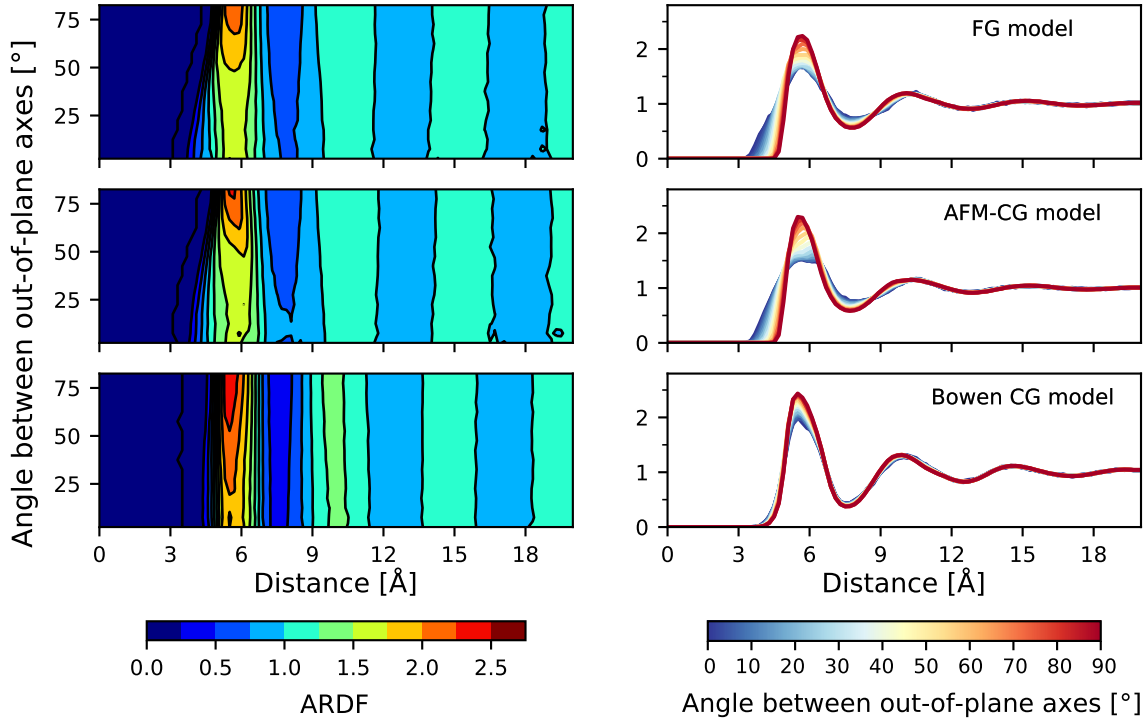 Angle between out-of-plane axes [°]
75
50
25
75
50
25
75
50
25
0 3 6 9 12 15 18
Distance [Å]
0.0 0.5 1.0 1.5 2.0 2.5
ARDF
FG model
2
1
0
AFM-CG model
2
1
0
Bowen CG model
2
1
0
0 3 6 9 12 15 18
Distance [Å]
0 10 20 30 40 50 60 70 80 90
Angle between out-of-plane axes [°]